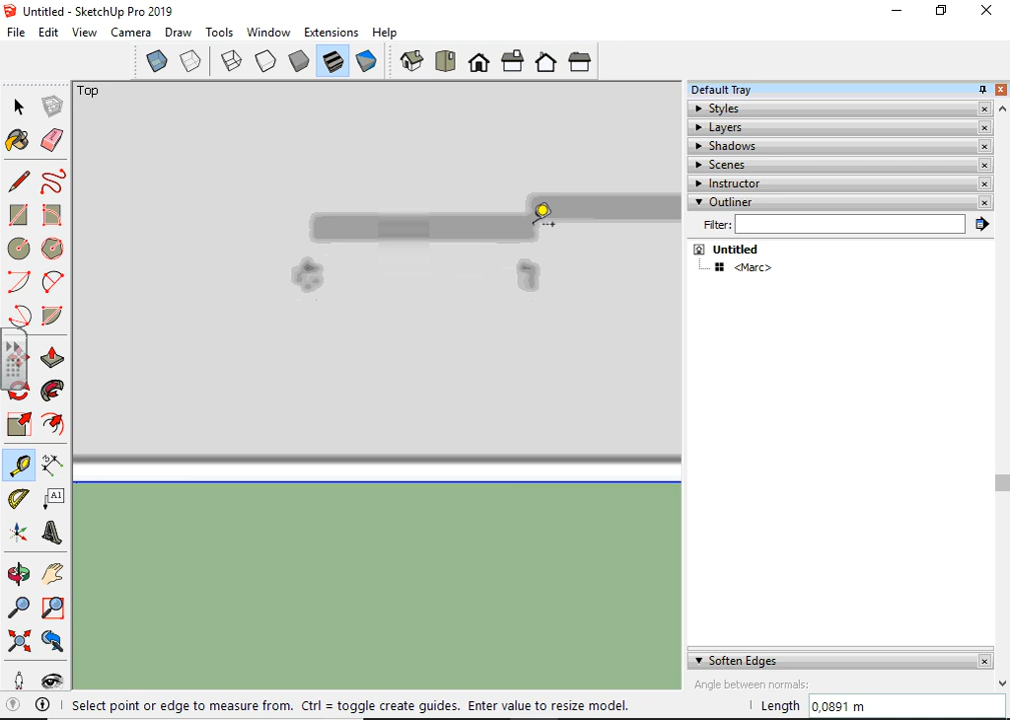 Untitled - SketchUp Pro 2019
File Edit View Camera Draw Tools Window Extensions Help
Top
Default Tray
Styles
Layers
Shadows
Scenes
Instructor
Outliner
Filter:
Untitled
<Marc>
A1
Soften Edges
Angle between normals:
Select point or edge to measure from. Ctrl = toggle create guides. Enter value to resize model.
Length 0,0891 m